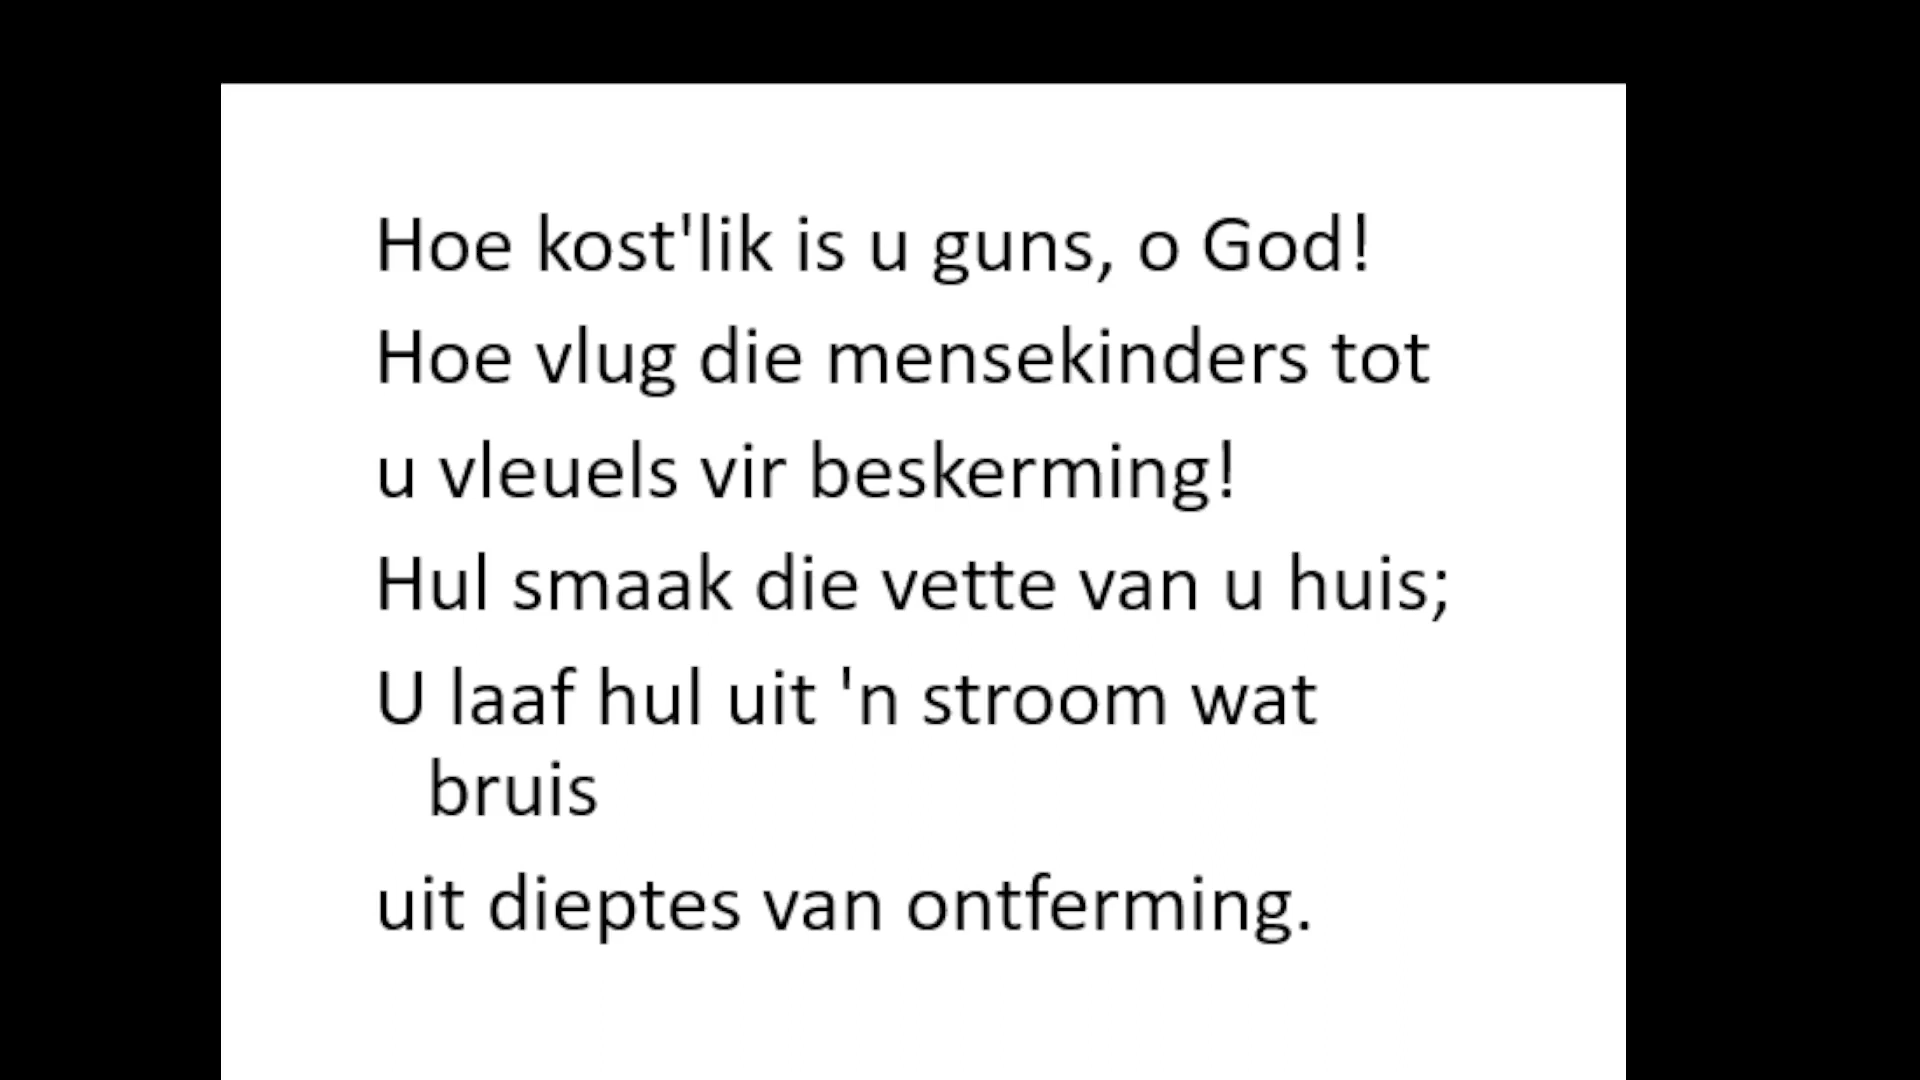 Hoe kost'lik is u guns, o God!
Hoe vlug die mensekinders tot
u vleuels vir beskerming!
Hul smaak die vette van u huis;
U laaf hul uit 'n stroom wat
bruis
uit dieptes van ontferming.